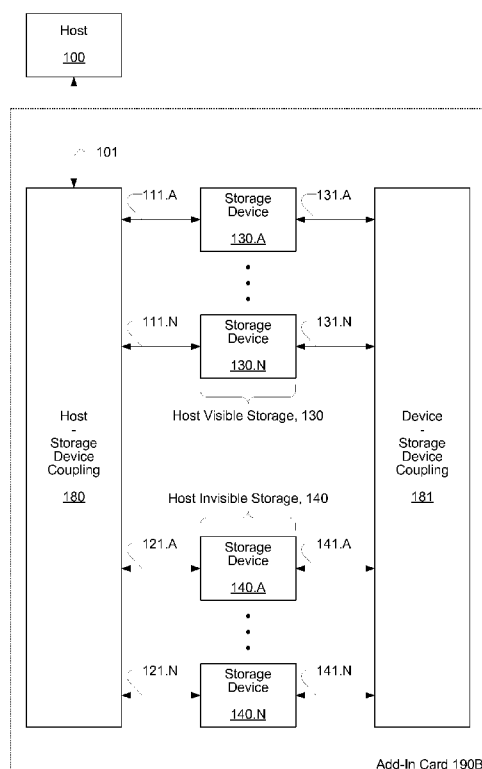 Host
100
101
111.A
Storage
Device
130.A
131.A
111.N
Storage
Device
130.N
131.N
Host Visible Storage, 130
Host
-
Storage
Device
Coupling
180
Device
-
Storage
Device
Coupling
181
Host Invisible Storage, 140
121.A
Storage
Device
140.A
141.A
121.N
Storage
Device
140.N
141.N
Add-In Card 190B